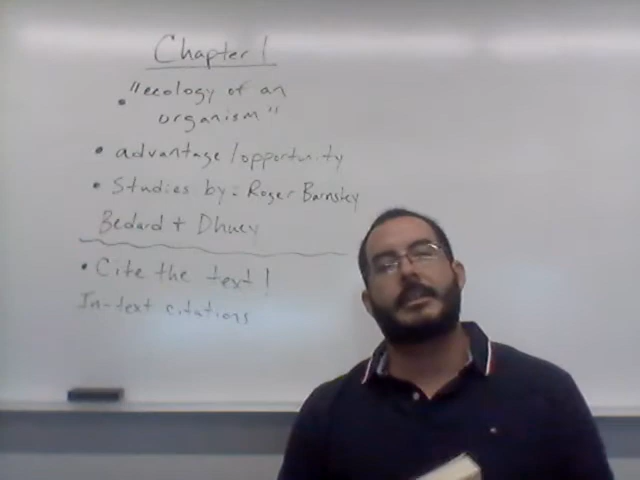 Chapter 1
• "ecology of an
organism"
• advantage/opportunity
• Studies by: Roger Barnsley
Bedard + Dhuey
• Cite the text!
In-text citations